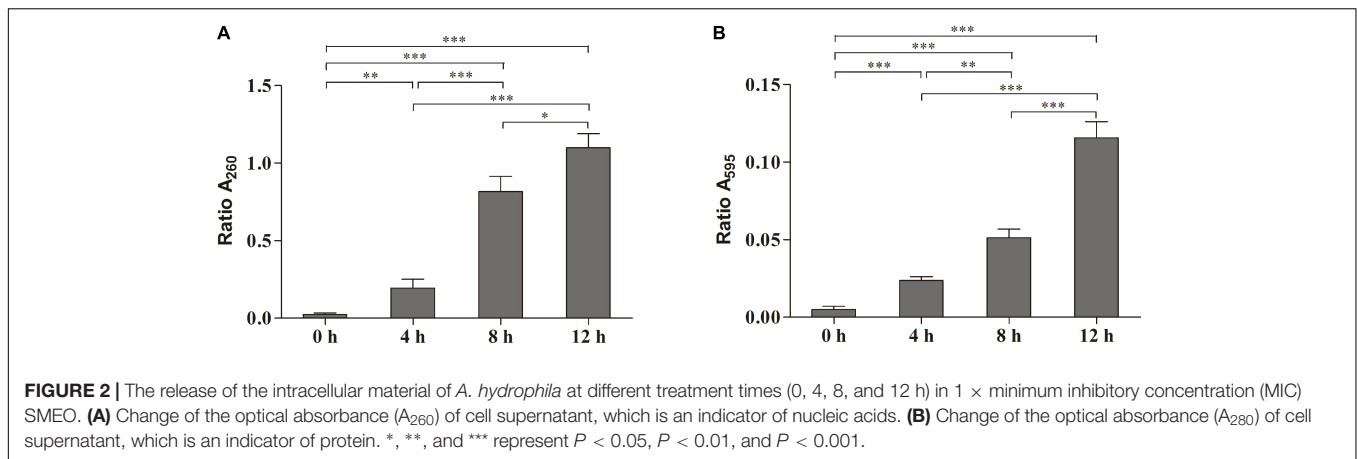 A
***
***
** ***
***
*
1.5
1.0
0.5
0.0
Ratio A260
0 h 4 h 8 h 12 h
B
***
***
*** **
***
***
0.15
0.10
0.05
0.00
Ratio A595
0 h 4 h 8 h 12 h
FIGURE 2 | The release of the intracellular material of A. hydrophila at different treatment times (0, 4, 8, and 12 h) in 1 × minimum inhibitory concentration (MIC)
SMEO. (A) Change of the optical absorbance (A260) of cell supernatant, which is an indicator of nucleic acids. (B) Change of the optical absorbance (A280) of cell
supernatant, which is an indicator of protein. *, **, and *** represent P < 0.05, P < 0.01, and P < 0.001.